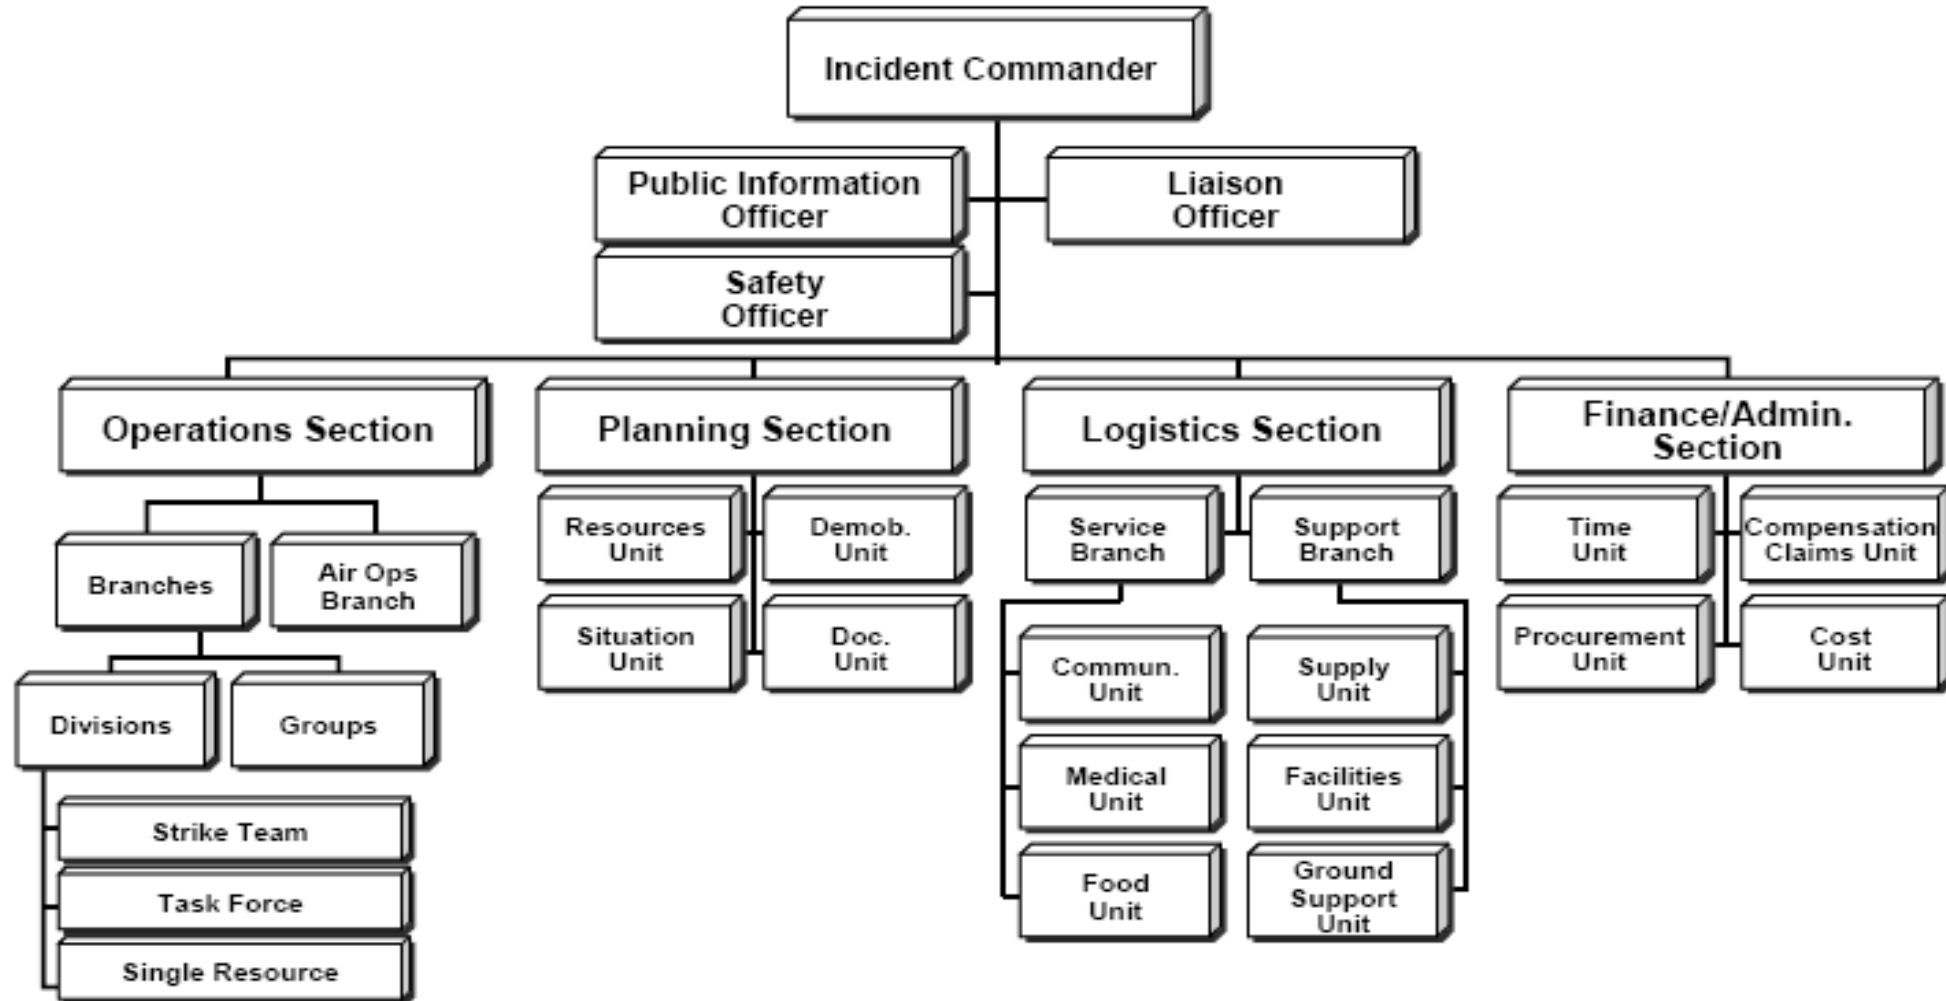 Incident Commander
Public Information
Officer
Liaison
Officer
Safety
Officer
Operations Section
Planning Section
Logistics Section
Finance/Admin.
Section
Branches
Air Ops
Branch
Divisions
Groups
Strike Team
Task Force
Single Resource
Resources
Unit
Demob.
Unit
Situation
Unit
Doc.
Unit
Service
Branch
Support
Branch
Commun.
Unit
Supply
Unit
Medical
Unit
Facilities
Unit
Food
Unit
Ground
Support
Unit
Time
Unit
Compensation
Claims Unit
Procurement
Unit
Cost
Unit